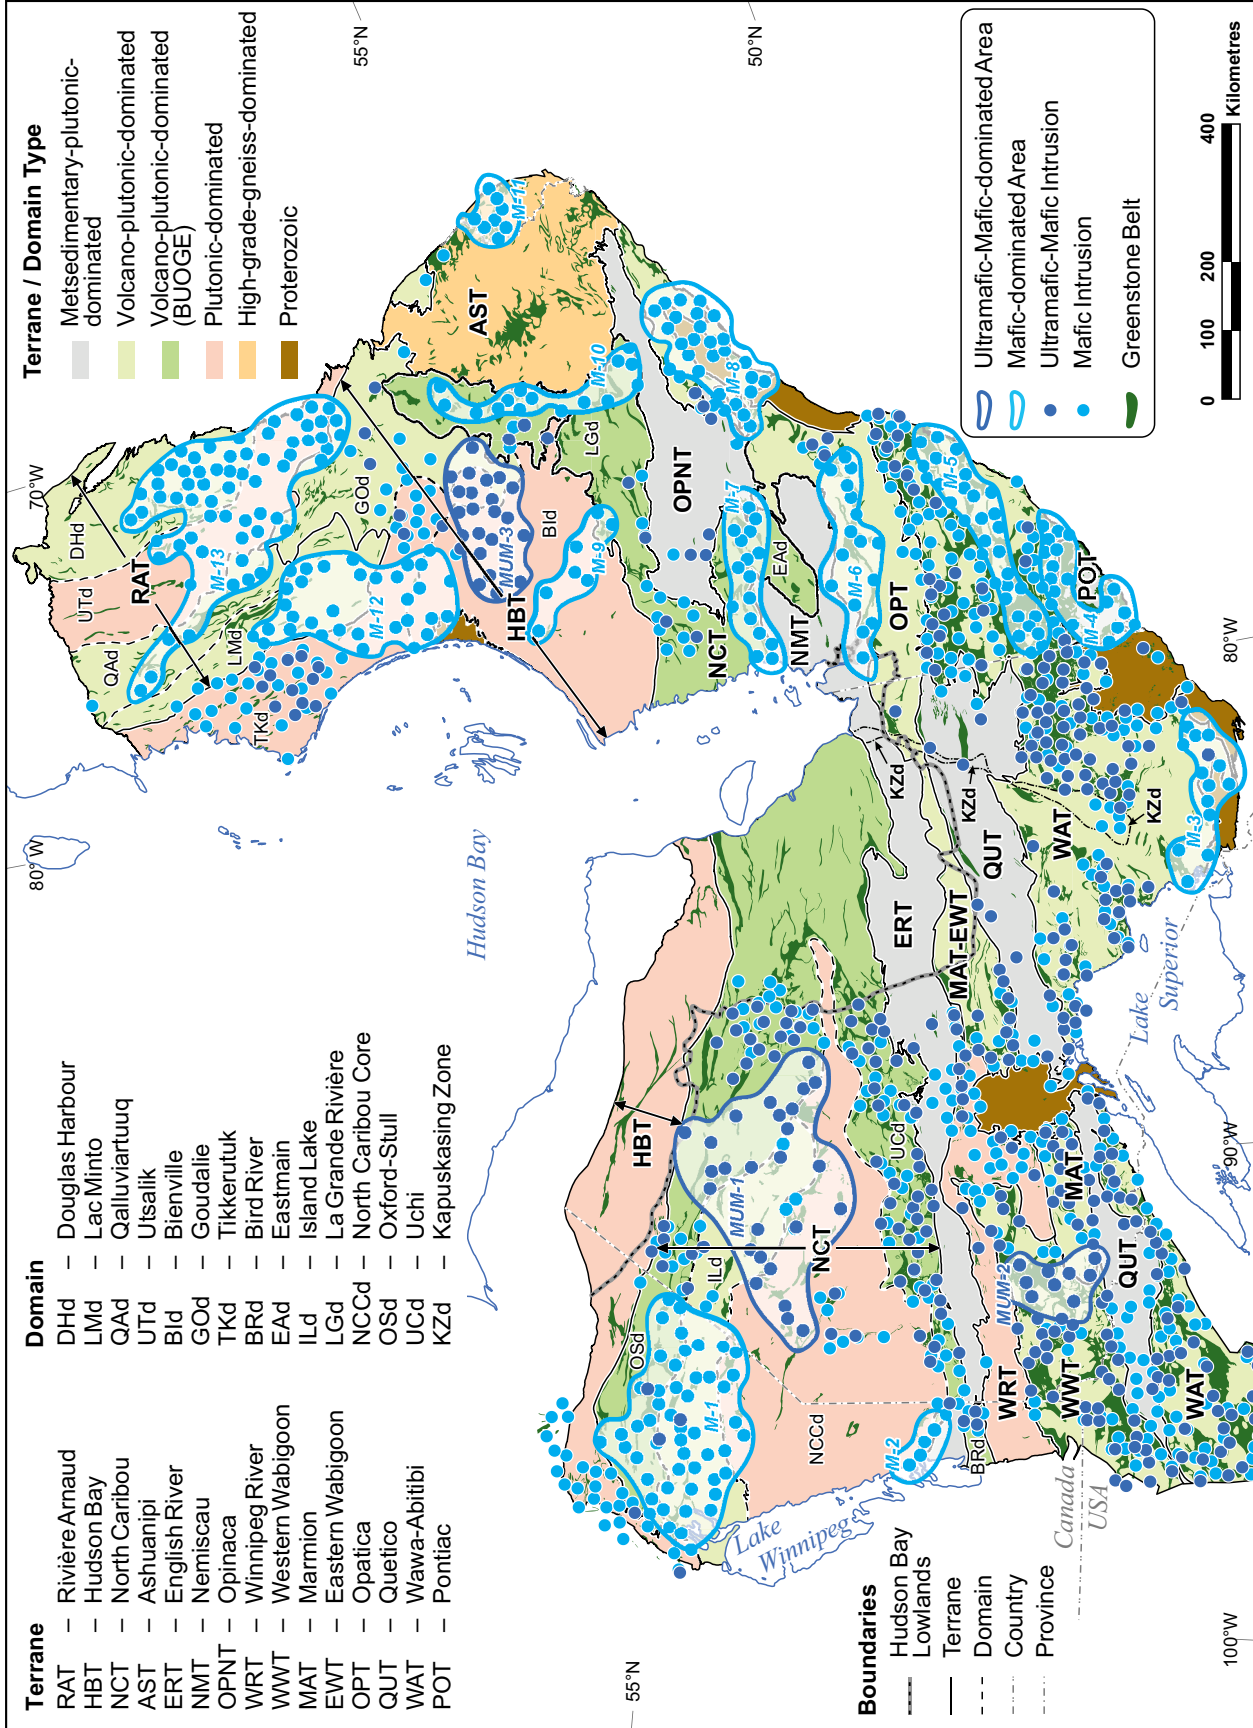 Terrane
RAT – Rivière Arnaud
HBT – Hudson Bay
NCT – North Caribou
AST – Ashuanipi
ERT – English River
NMT – Nemiscau
OPNT – Opinaca
WRT – Winnipeg River
WWT – Western Wabigoon
MAT – Marmion
EWT – Eastern Wabigoon
OPT – Opatica
QUT – Quetico
WAT – Wawa-Abitibi
POT – Pontiac
Domain
DHd – Douglas Harbour
LMd – Lac Minto
QAd – Qalluviartuuq
UTd – Utsalik
BId – Bienville
GOd – Goudalie
TKd – Tikkerutuk
BRd – Bird River
EAd – Eastmain
ILd – Island Lake
LGd – La Grande Rivière
NCCd – North Caribou Core
OSd – Oxford-Stull
UCd – Uchi
KZd – Kapuskasing Zone
Terrane / Domain Type
Metsedimentary-plutonic-
dominated
Volcano-plutonic-dominated
Volcano-plutonic-dominated
(BUOGE)
Plutonic-dominated
High-grade-gneiss-dominated
Proterozoic
80° W
70°W
55°N
50°N
55°N
100°W
90°W
80°W
Hudson Bay
Lake
Winnipeg
Lake
Superior
Canada
USA
RAT
DHd
UTd
QAd
LMd
TKd
GOd
M-13
M-12
HBT
MUM-3
BId
M-9
LGd
M-10
AST
M-11
OPNT
NCT
M-7
EAd
NMT
M-6
M-8
OPT
M-5
M-4
POT
KZd
KZd
KZd
QUT
WAT
M-3
ERT
MAT-EWT
HBT
OSd
ILd
MUM-1
NCT
M-1
NCCd
UCd
M-2
BRd
WRT
MUM-2
WWT
MAT
QUT
WAT
Boundaries
Hudson Bay
Lowlands
Terrane
Domain
Country
Province
Ultramafic-Mafic-dominated Area
Mafic-dominated Area
Ultramafic-Mafic Intrusion
Mafic Intrusion
Greenstone Belt
0 100 200 400
Kilometres